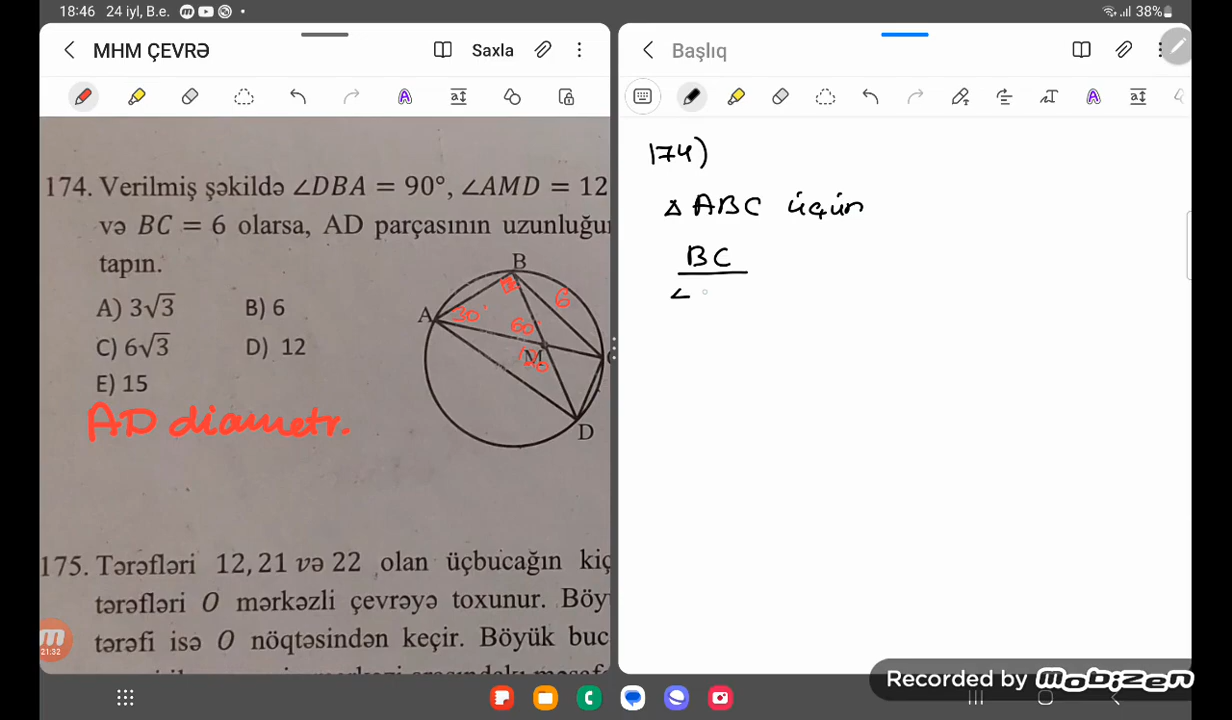 18:46 24 iyl, B.e.
38%
MHM ÇEVRƏ
Saxla
Başlıq
174. Verilmiş şəkildə ∠DBA = 90°, ∠AMD = 12
və BC = 6 olarsa, AD parçasının uzunluğu
tapın.
A) 3√3 B) 6
C) 6√3 D) 12
E) 15
AD diametr.
B
6
A
30°
60°
M
120
D
175. Tərəfləri 12, 21 və 22 olan üçbucağın kiç
tərəfləri O mərkəzli çevrəyə toxunur. Böy
tərəfi isə O nöqtəsindən keçir. Böyük buc
21:32
174)
△ ABC üçün
BC
∠
Recorded by mobizen